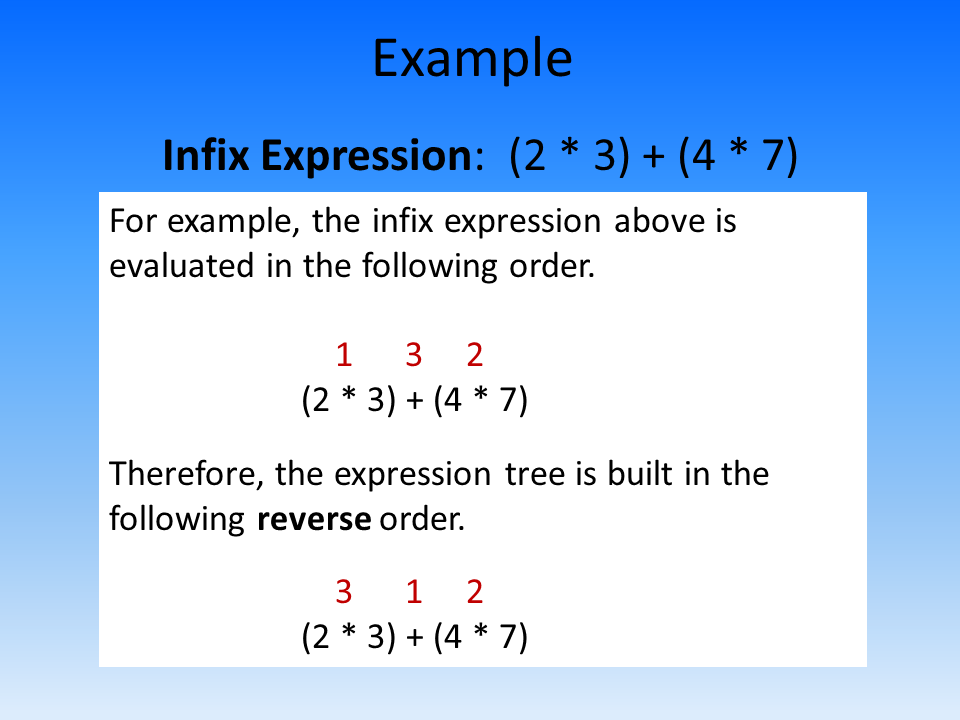 Example
Infix Expression: (2 * 3) + (4 * 7)
For example, the infix expression above is
evaluated in the following order.
1 3 2
(2 * 3) + (4 * 7)
Therefore, the expression tree is built in the
following reverse order.
3 1 2
(2 * 3) + (4 * 7)